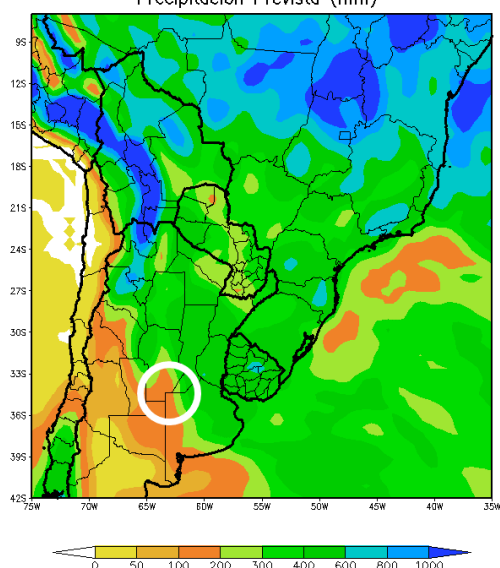 Precipitación Prevista (mm)
9S
12S
15S
18S
21S
24S
27S
30S
33S
36S
39S
42S
75W 70W 65W 60W 55W 50W 45W 40W 35W
0 50 100 200 300 400 600 800 1000